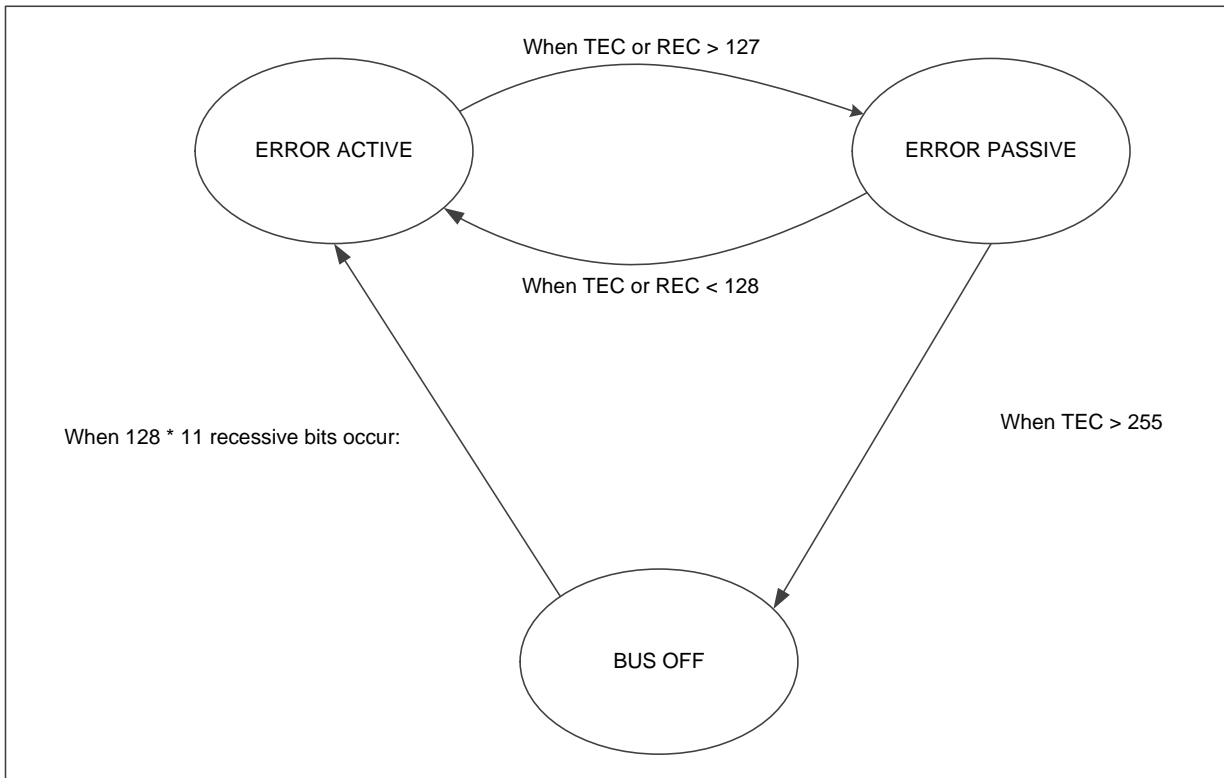 When TEC or REC > 127
ERROR ACTIVE
ERROR PASSIVE
When TEC or REC < 128
When 128 * 11 recessive bits occur:
When TEC > 255
BUS OFF